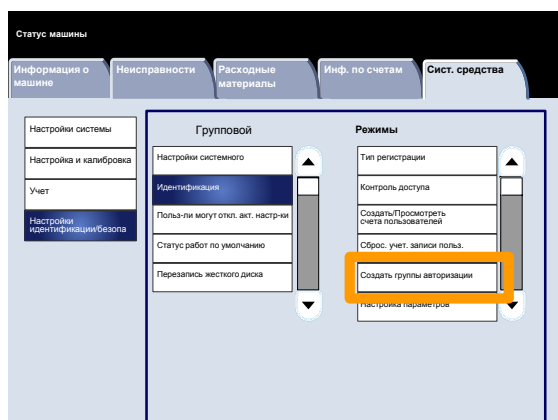 Статус машины
Информация о
машине
Неисправности
Расходные
материалы
Инф. по счетам
Сист. средства
Настройки системы
Настройка и калибровка
Учет
Настройки
идентификации/безопа
Групповой
Настройки системного
Идентификация
Польз-ли могут откл. акт. настр-ки
Статус работ по умолчанию
Перезапись жесткого диска
Режимы
Тип регистрации
Контроль доступа
Создать/Просмотреть
счета пользователей
Сброс. учет. записи польз.
Создать группы авторизации
Настройка параметров